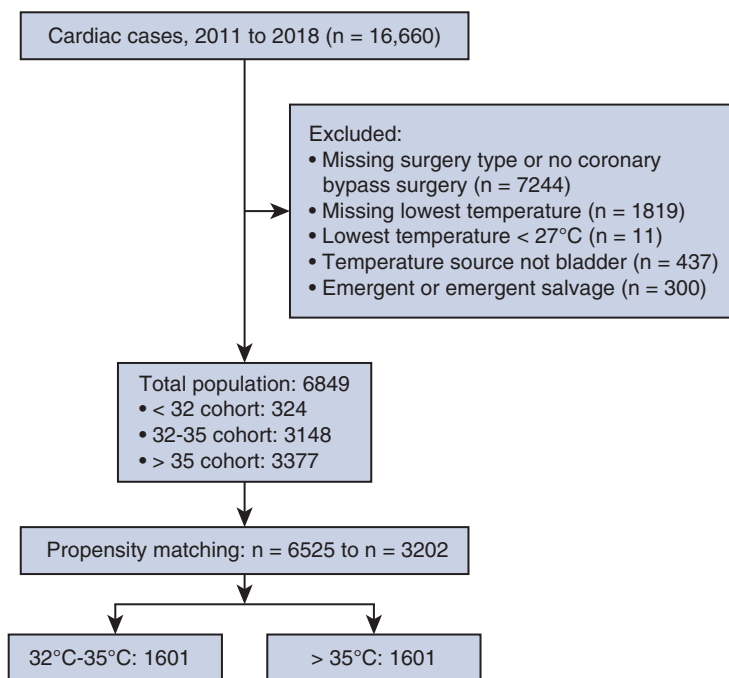 Cardiac cases, 2011 to 2018 (n = 16,660)
Excluded:
• Missing surgery type or no coronary
bypass surgery (n = 7244)
• Missing lowest temperature (n = 1819)
• Lowest temperature < 27°C (n = 11)
• Temperature source not bladder (n = 437)
• Emergent or emergent salvage (n = 300)
Total population: 6849
• < 32 cohort: 324
• 32-35 cohort: 3148
• > 35 cohort: 3377
Propensity matching: n = 6525 to n = 3202
32°C-35°C: 1601
> 35°C: 1601